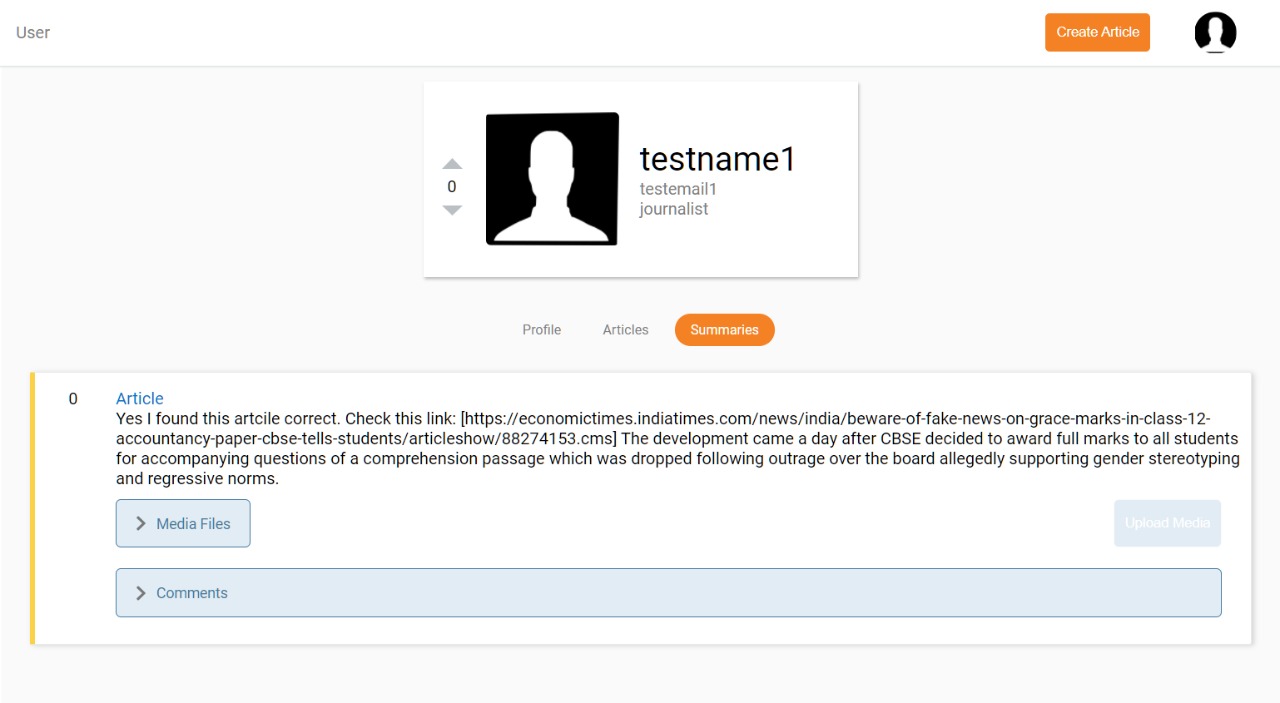 User
Create Article
testname1
0
testemail1
journalist
Profile Articles Summaries
0 Article
Yes I found this artcile correct. Check this link: [https://economictimes.indiatimes.com/news/india/beware-of-fake-news-on-grace-marks-in-class-12-
accountancy-paper-cbse-tells-students/articleshow/88274153.cms] The development came a day after CBSE decided to award full marks to all students
for accompanying questions of a comprehension passage which was dropped following outrage over the board allegedly supporting gender stereotyping
and regressive norms.
Media Files
Upload Media
Comments